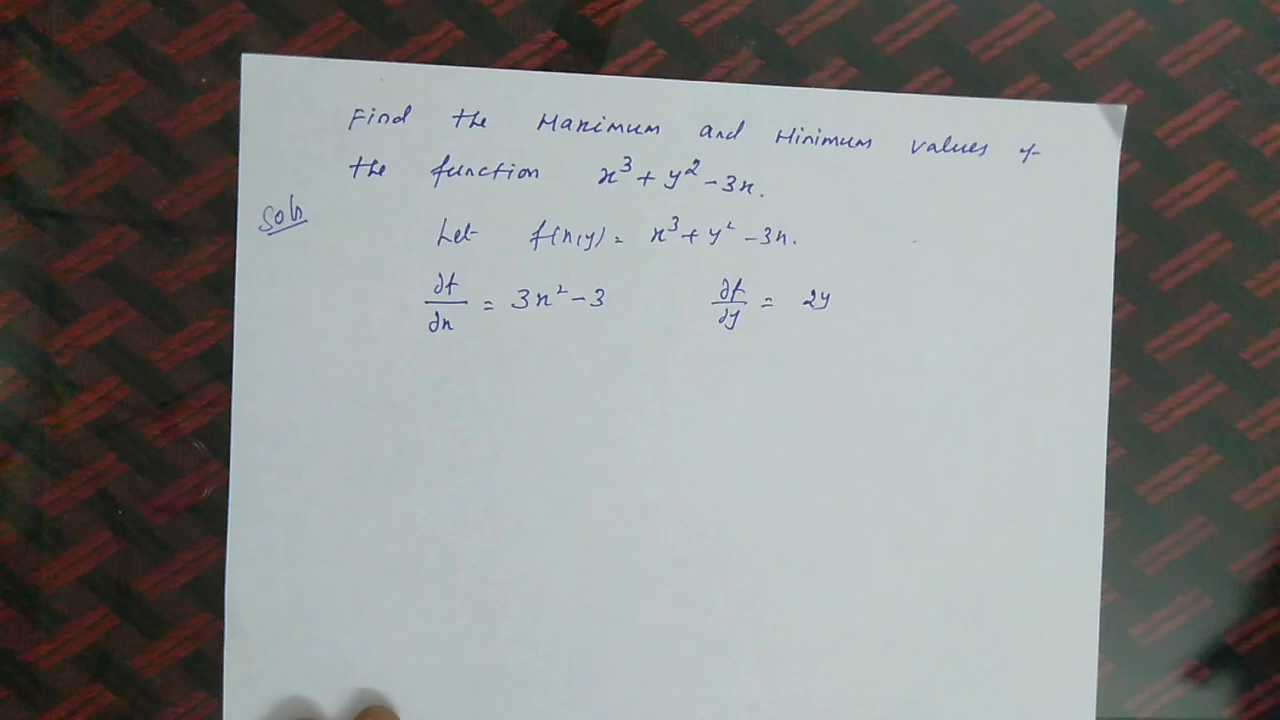 Find the Maximum and Minimum values of
the function x³ + y² - 3x.
Soln
Let f(x,y) = x³ + y² - 3x.
∂f/∂x = 3x² - 3 ∂f/∂y = 2y